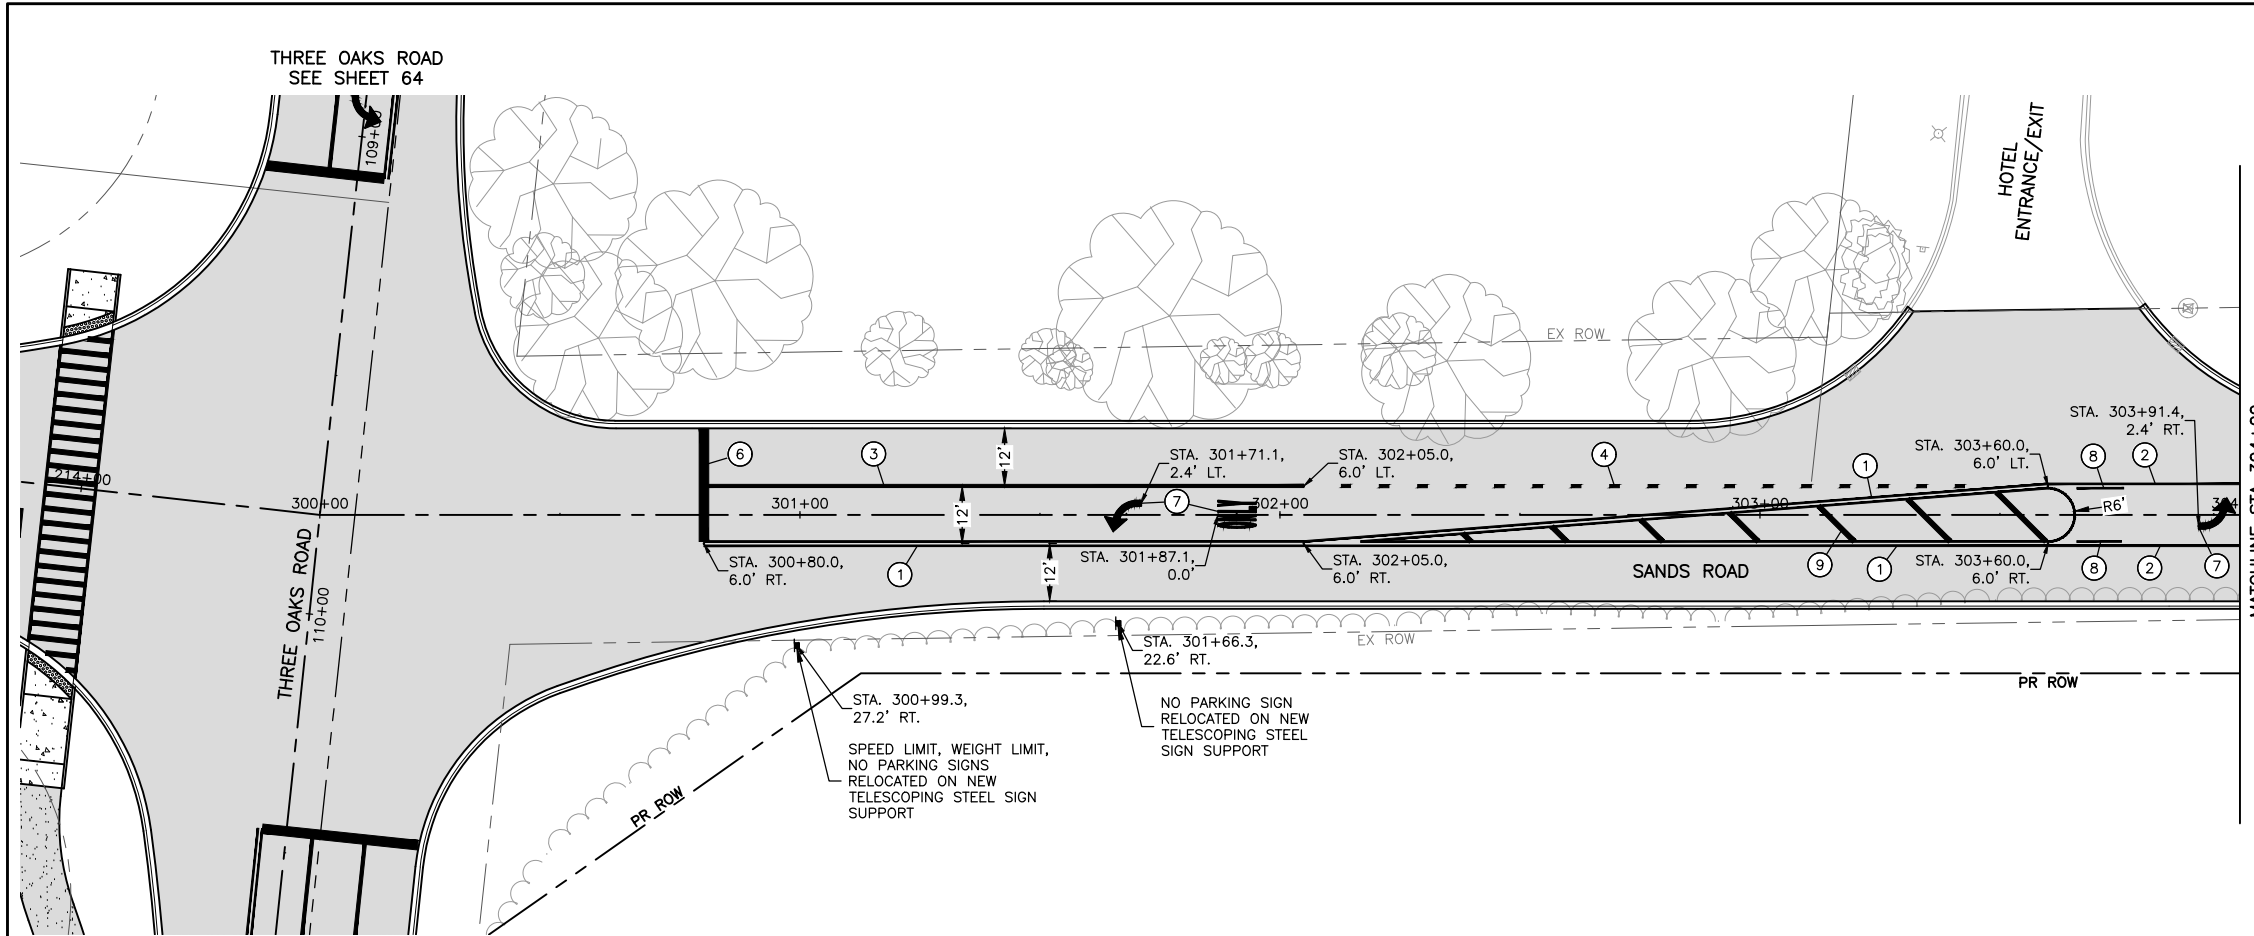 THREE OAKS ROAD
SEE SHEET 64
109+00
HOTEL
ENTRANCE/EXIT
EX ROW
214+00
300+00
301+00
302+00
303+00
6
3
12'
STA. 301+71.1,
2.4' LT.
STA. 302+05.0,
6.0' LT.
4
1
STA. 303+60.0,
6.0' LT.
8
2
STA. 303+91.4,
2.4' RT.
7
12'
R6'
STA. 300+80.0,
6.0' RT.
1
12'
STA. 301+87.1,
0.0'
STA. 302+05.0,
6.0' RT.
SANDS ROAD
9
1
STA. 303+60.0,
6.0' RT.
8
2
7
THREE OAKS ROAD
110+00
EX ROW
STA. 301+66.3,
22.6' RT.
PR ROW
STA. 300+99.3,
27.2' RT.
NO PARKING SIGN
RELOCATED ON NEW
TELESCOPING STEEL
SIGN SUPPORT
SPEED LIMIT, WEIGHT LIMIT,
NO PARKING SIGNS
RELOCATED ON NEW
TELESCOPING STEEL SIGN
SUPPORT
PR ROW